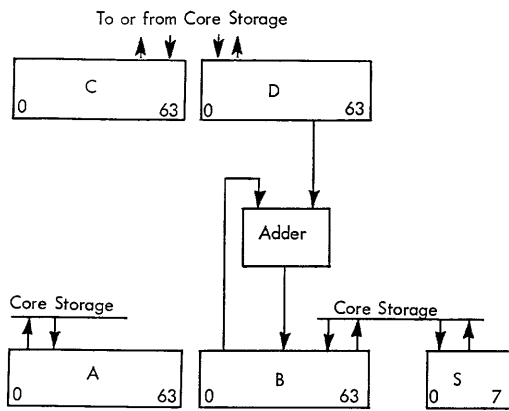 To or from Core Storage
C
D
0 63
0 63
Adder
Core Storage
Core Storage
A
B
S
0 63
0 63
0 7